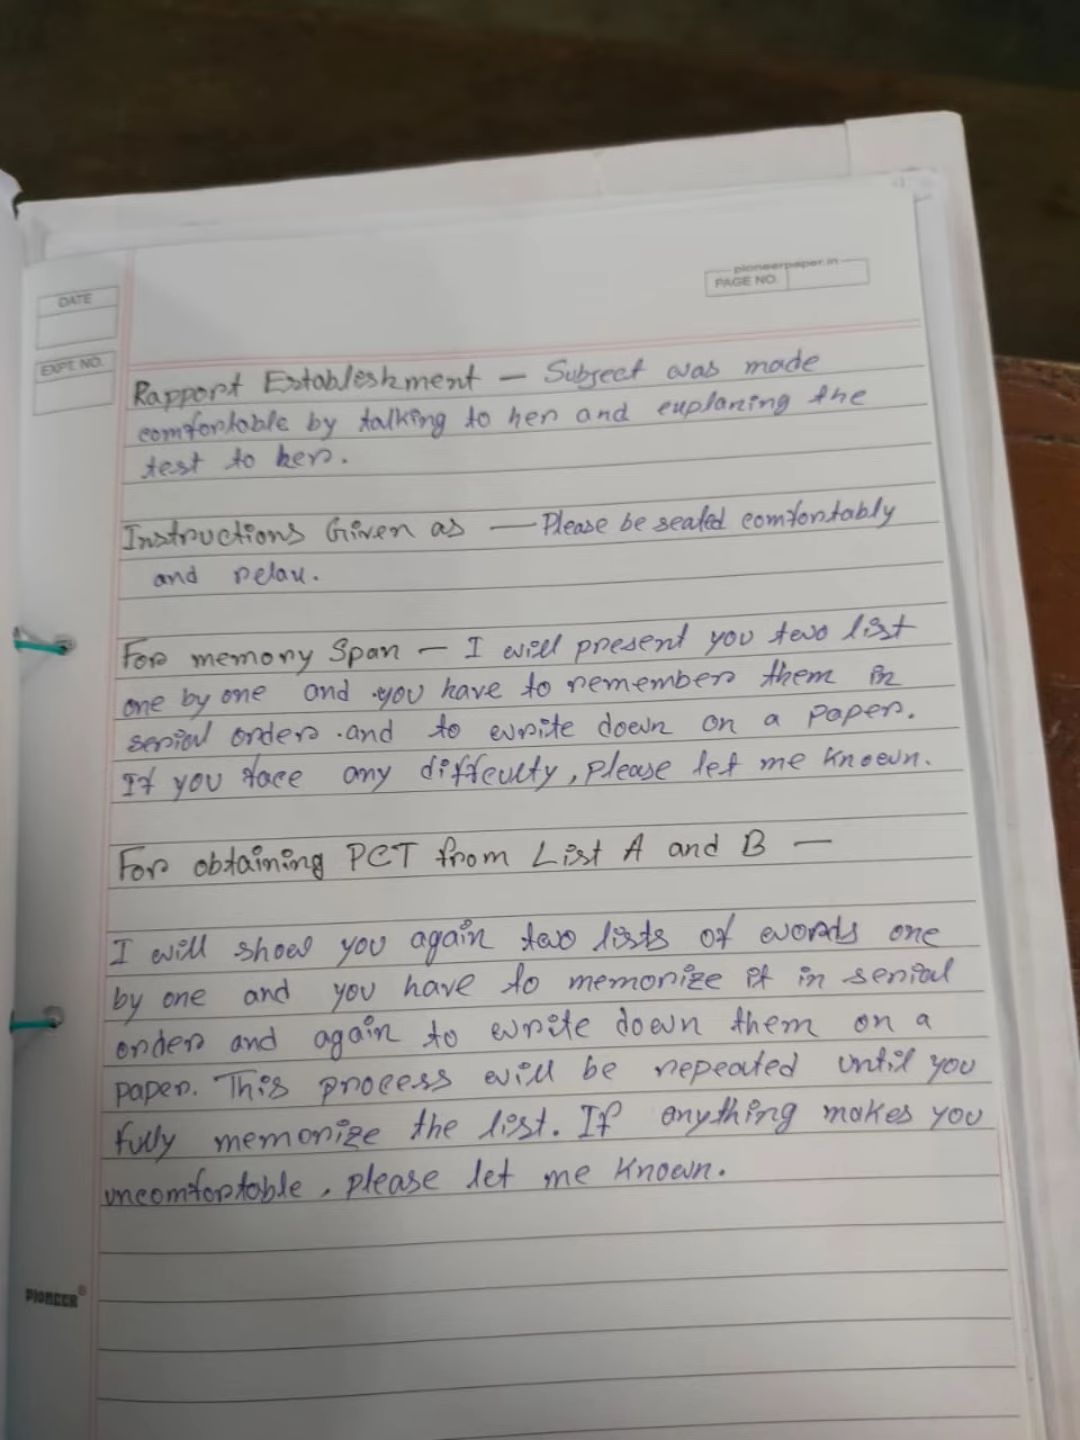 pioneerpaper.in
PAGE NO.
DATE
EXPT. NO.
Rapport Establishment – Subject was made
comfortable by talking to her and explaning the
test to her.
Instructions Given as — Please be seated comfortably
and relax.
For memory Span – I will present you two list
one by one and you have to remember them in
serial order and to write down on a paper.
If you face any difficulty, please let me known.
For obtaining PCT from List A and B –
I will show you again two lists of words one
by one and you have to memorize it in serial
order and again to write down them on a
paper. This process will be repeated until you
fully memorize the list. If anything makes you
uncomfortable, please let me known.
PIONEER®